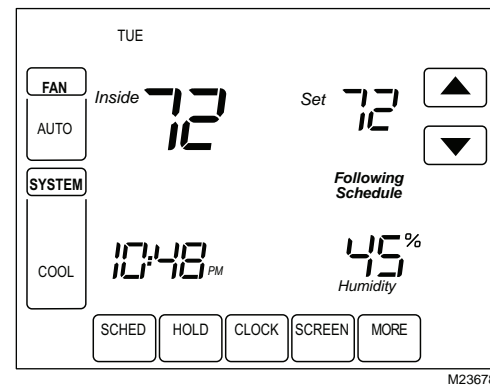 TUE
FAN
AUTO
Inside 72
Set 72
SYSTEM
COOL
Following
Schedule
10:48 PM
45%
Humidity
SCHED HOLD CLOCK SCREEN MORE